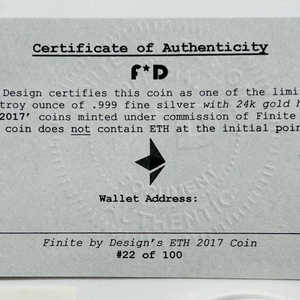 Certificate of Authenticity
F*D
Design certifies this coin as one of the limi
troy ounce of .999 fine silver with 24k gold h
2017' coins minted under commission of Finite
coin does not contain ETH at the initial poin
Wallet Address:
Finite by Design's ETH 2017 Coin
#22 of 100